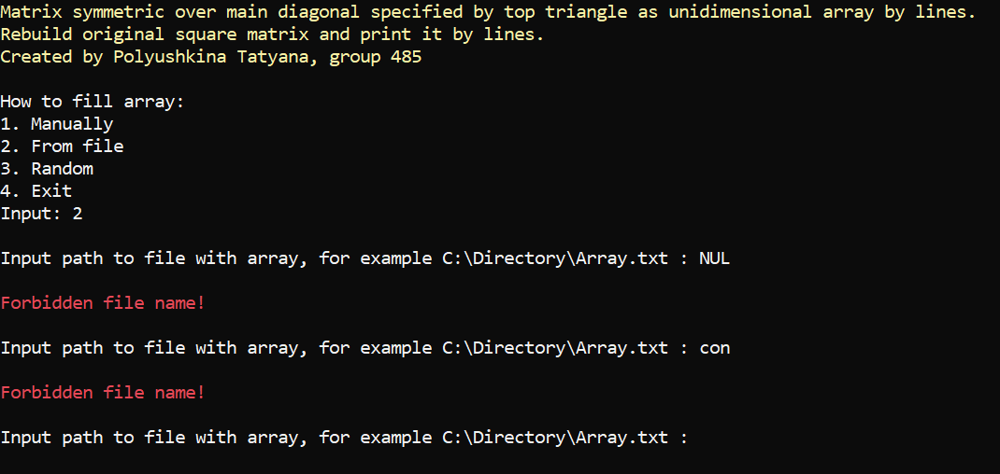 Matrix symmetric over main diagonal specified by top triangle as unidimensional array by lines.
Rebuild original square matrix and print it by lines.
Created by Polyushkina Tatyana, group 485
How to fill array:
1. Manually
2. From file
3. Random
4. Exit
Input: 2
Input path to file with array, for example C:\Directory\Array.txt : NUL
Forbidden file name!
Input path to file with array, for example C:\Directory\Array.txt : con
Forbidden file name!
Input path to file with array, for example C:\Directory\Array.txt :